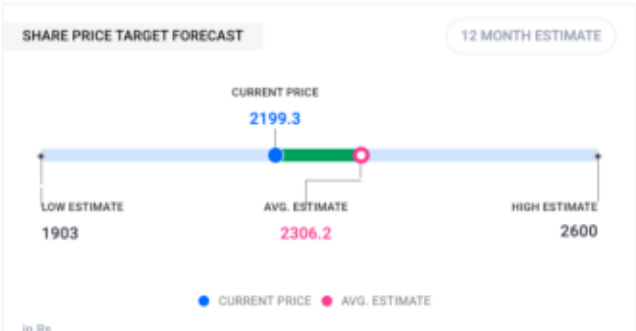 SHARE PRICE TARGET FORECAST
12 MONTH ESTIMATE
CURRENT PRICE
2199.3
LOW ESTIMATE
AVG. ESTIMATE
HIGH ESTIMATE
1903
2306.2
2600
CURRENT PRICE
AVG. ESTIMATE
in Rs